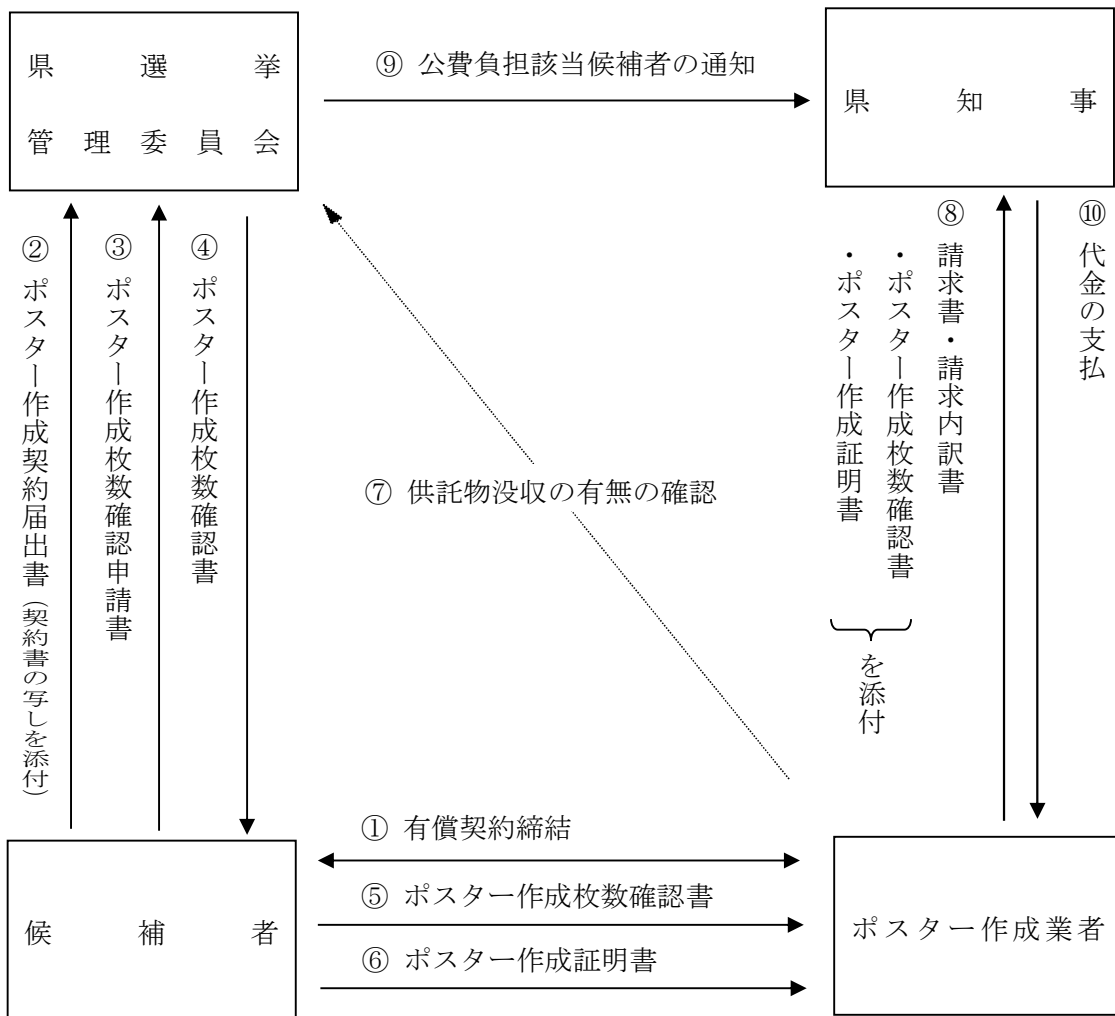 県選挙
管理委員会
⑨ 公費負担該当候補者の通知
県知事
② ポスター作成契約届出書（契約書の写しを添付）
③ ポスター作成枚数確認申請書
④ ポスター作成枚数確認書
⑦ 供託物没収の有無の確認
⑩ 代金の支払
⑧ 請求書・請求内訳書
・ポスター作成枚数確認書
・ポスター作成証明書
を添付
① 有償契約締結
⑤ ポスター作成枚数確認書
⑥ ポスター作成証明書
候補者
ポスター作成業者